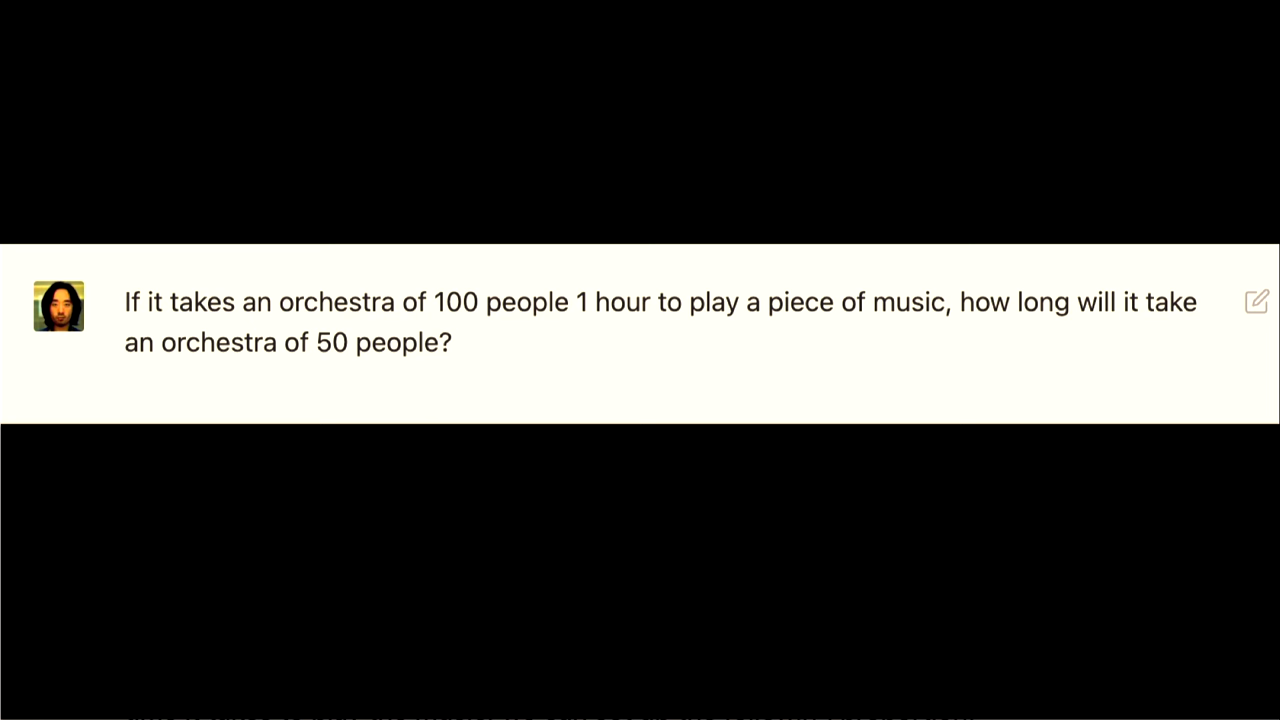 If it takes an orchestra of 100 people 1 hour to play a piece of music, how long will it take
an orchestra of 50 people?